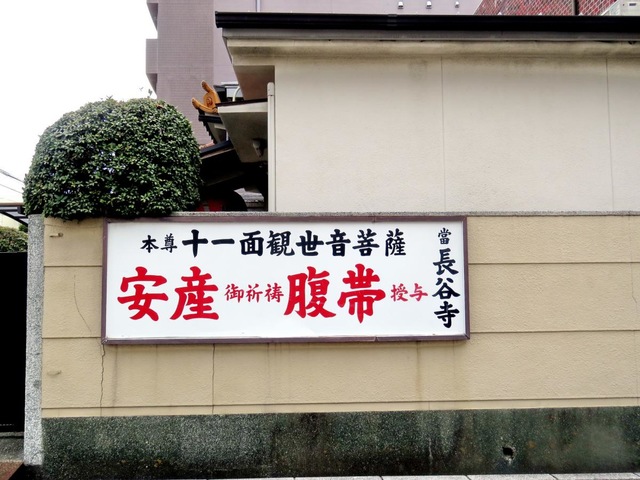 本尊十一面観世音菩薩
安産御祈祷腹帯授与
當長谷寺